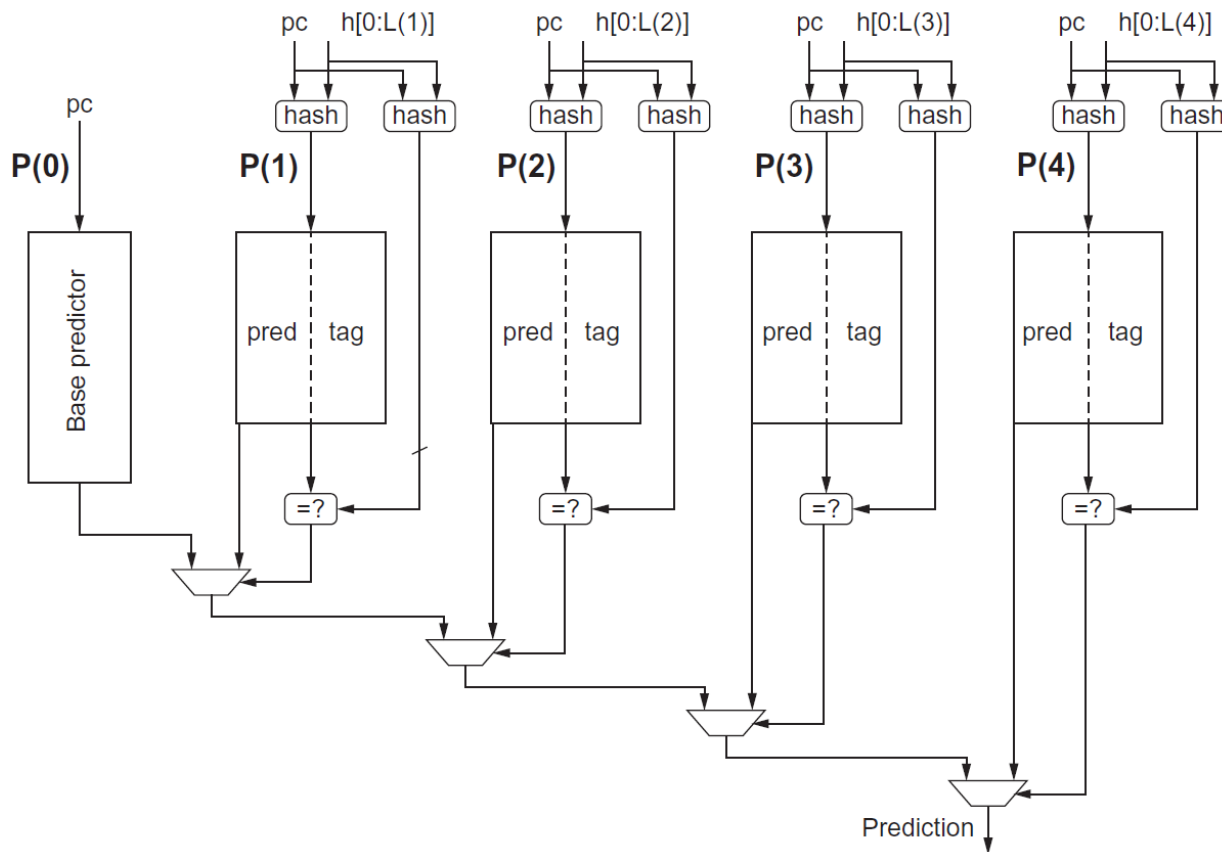 pc h[0:L(1)] pc h[0:L(2)] pc h[0:L(3)] pc h[0:L(4)]
pc hash hash hash hash hash hash hash hash
P(0) P(1) P(2) P(3) P(4)
Base predictor
pred tag pred tag pred tag pred tag
=? =? =? =?
Prediction